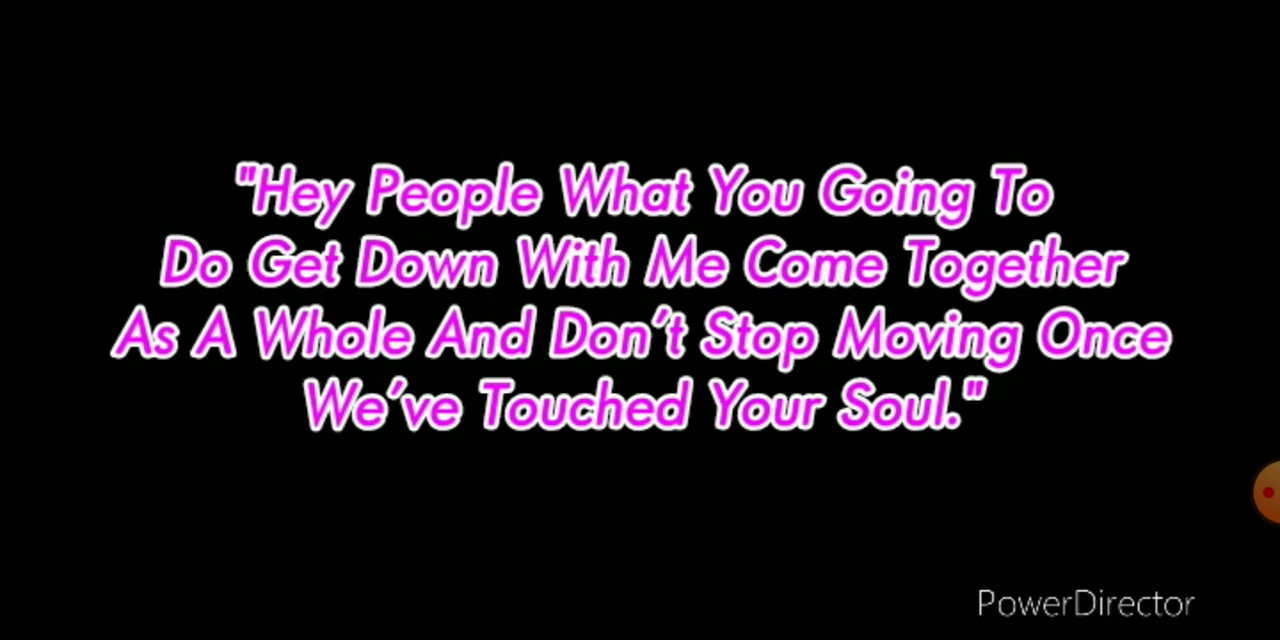 "Hey People What You Going To
Do Get Down With Me Come Together
As A Whole And Don't Stop Moving Once
We've Touched Your Soul."
PowerDirector